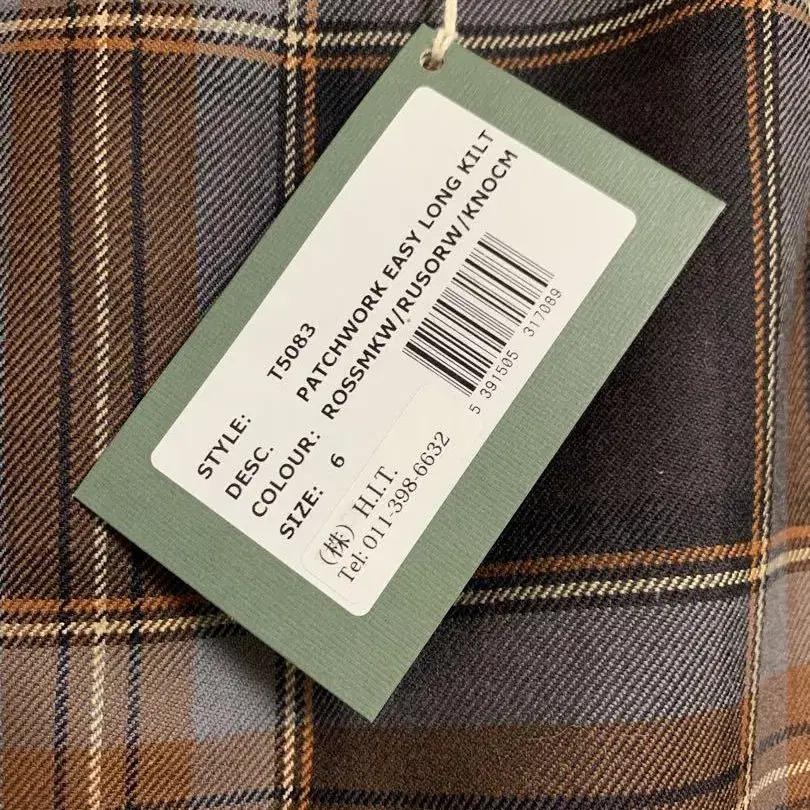 STYLE: T5083
DESC. PATCHWORK EASY LONG KILT
COLOUR: ROSSMKW/RUSORW/KNOCM
SIZE: 6
5 391505 317089
(株) H.I.T.
Tel: 011-398-6632